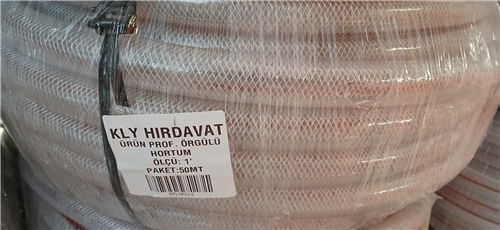 KLY HIRDAVAT
ÜRÜN PROF. ÖRGÜLÜ
HORTUM
ÖLÇÜ: 1'
PAKET:50MT